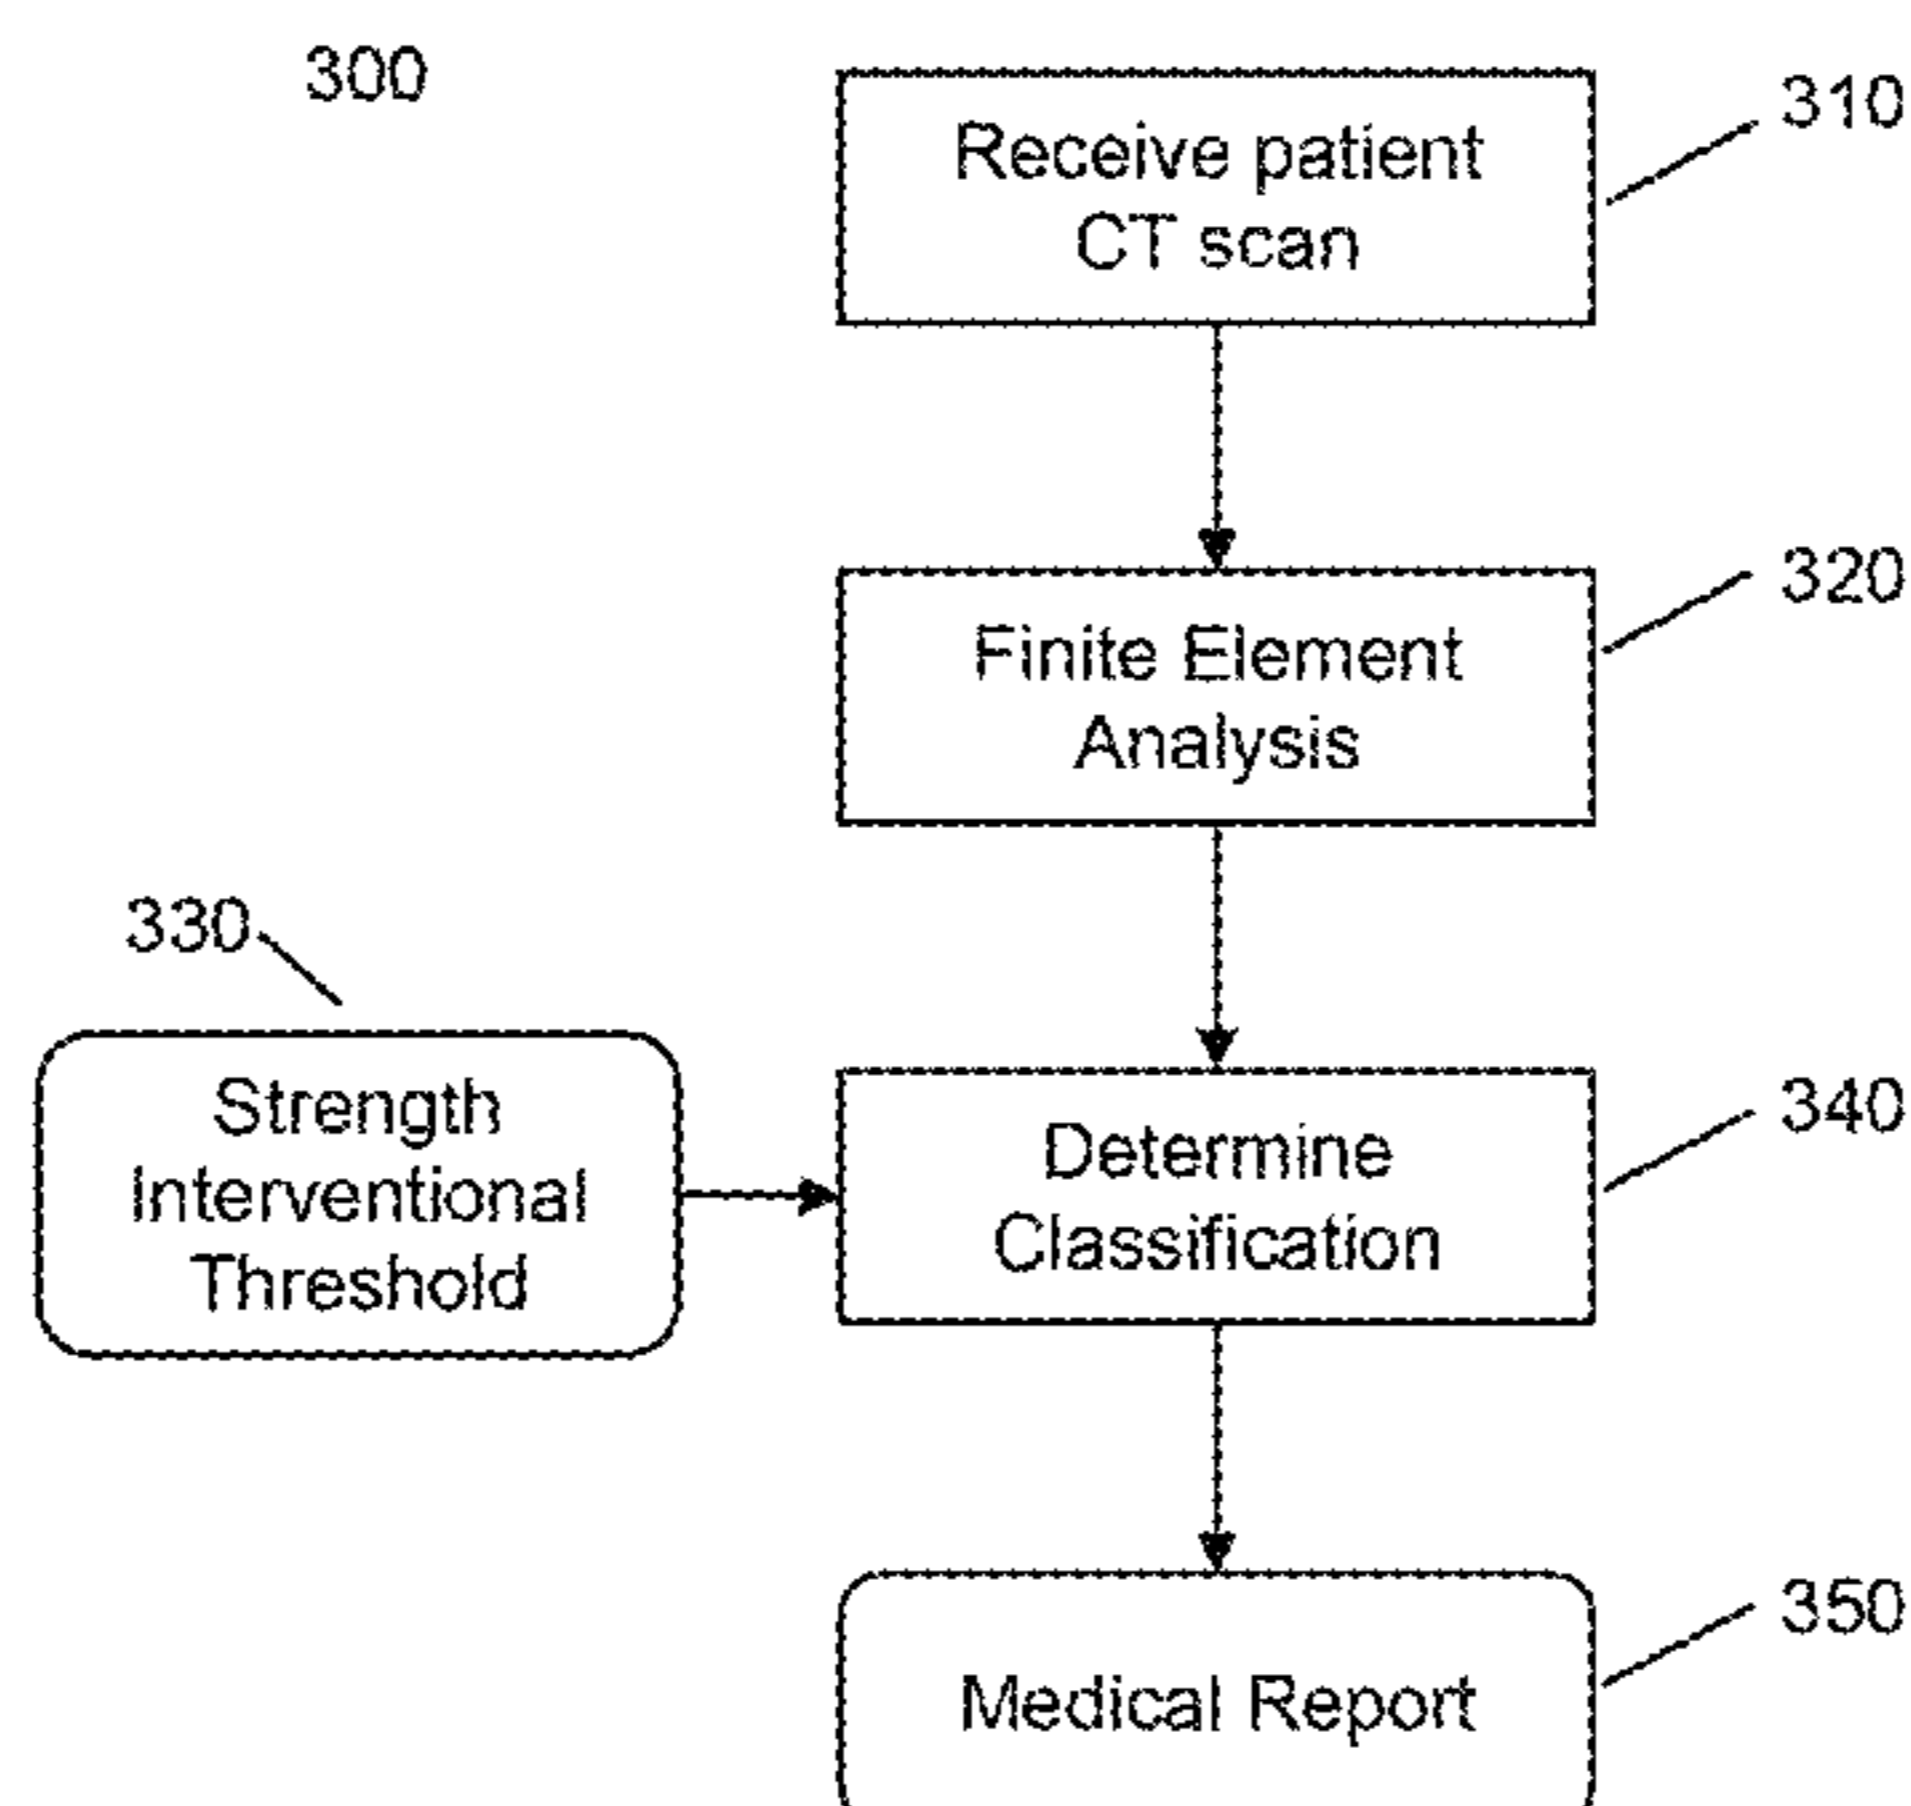 300
310
Receive patient
CT scan
320
Finite Element
Analysis
330
Strength
Interventional
Threshold
340
Determine
Classification
350
Medical Report